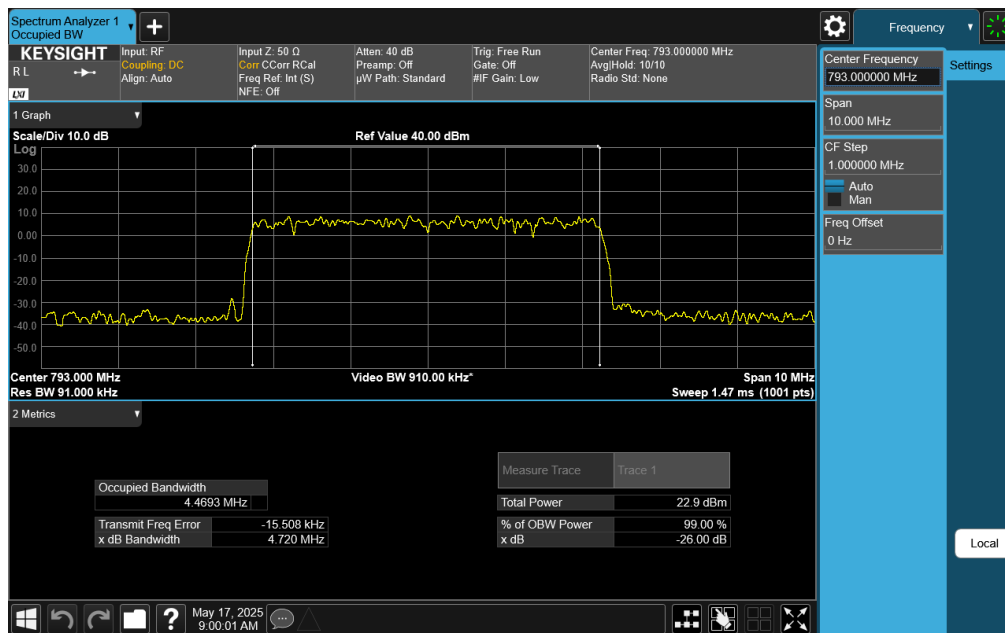 Spectrum Analyzer 1
Occupied BW
+
Frequency
KEYSIGHT
R L
LXI
Input: RF
Coupling: DC
Align: Auto
Input Z: 50 Ω
Corr CCorr RCal
Freq Ref: Int (S)
NFE: Off
Atten: 40 dB
Preamp: Off
µW Path: Standard
Trig: Free Run
Gate: Off
#IF Gain: Low
Center Freq: 793.000000 MHz
Avg|Hold: 10/10
Radio Std: None
Center Frequency
793.000000 MHz
Settings
Span
10.000 MHz
CF Step
1.000000 MHz
Auto
Man
Freq Offset
0 Hz
Local
1 Graph
Scale/Div 10.0 dB
Ref Value 40.00 dBm
Log
30.0
20.0
10.0
0.00
-10.0
-20.0
-30.0
-40.0
-50.0
Center 793.000 MHz
Video BW 910.00 kHz*
Span 10 MHz
Res BW 91.000 kHz
Sweep 1.47 ms (1001 pts)
2 Metrics
Measure Trace Trace 1
Occupied Bandwidth
4.4693 MHz
Total Power 22.9 dBm
Transmit Freq Error -15.508 kHz
% of OBW Power 99.00 %
x dB Bandwidth 4.720 MHz
x dB -26.00 dB
?
May 17, 2025
9:00:01 AM